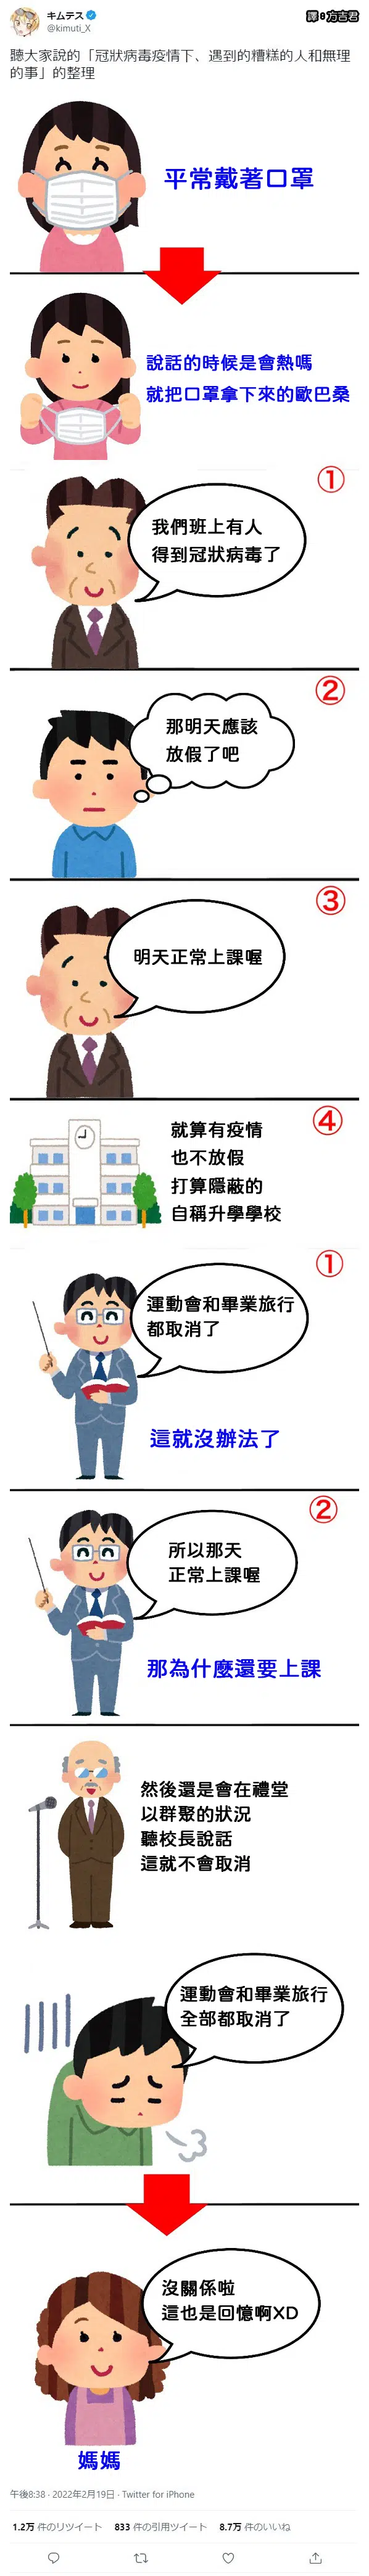 キムテス
@kimuti_X
譯●方吉君
聽大家說的「冠狀病毒疫情下、遇到的糟糕的人和無理
的事」的整理
平常戴著口罩
說話的時候是會熱嗎
就把口罩拿下來的歐巴桑
①
我們班上有人
得到冠狀病毒了
②
那明天應該
放假了吧
③
明天正常上課喔
④
就算有疫情
也不放假
打算隱蔽的
自稱升學學校
①
運動會和畢業旅行
都取消了
這就沒辦法了
②
所以那天
正常上課喔
那為什麼還要上課
然後還是會在禮堂
以群聚的狀況
聽校長說話
這就不會取消
運動會和畢業旅行
全部都取消了
沒關係啦
這也是回憶啊XD
媽媽
午後8:38 · 2022年2月19日 · Twitter for iPhone
1.2万 件のリツイート 833 件の引用ツイート 8.7万 件のいいね